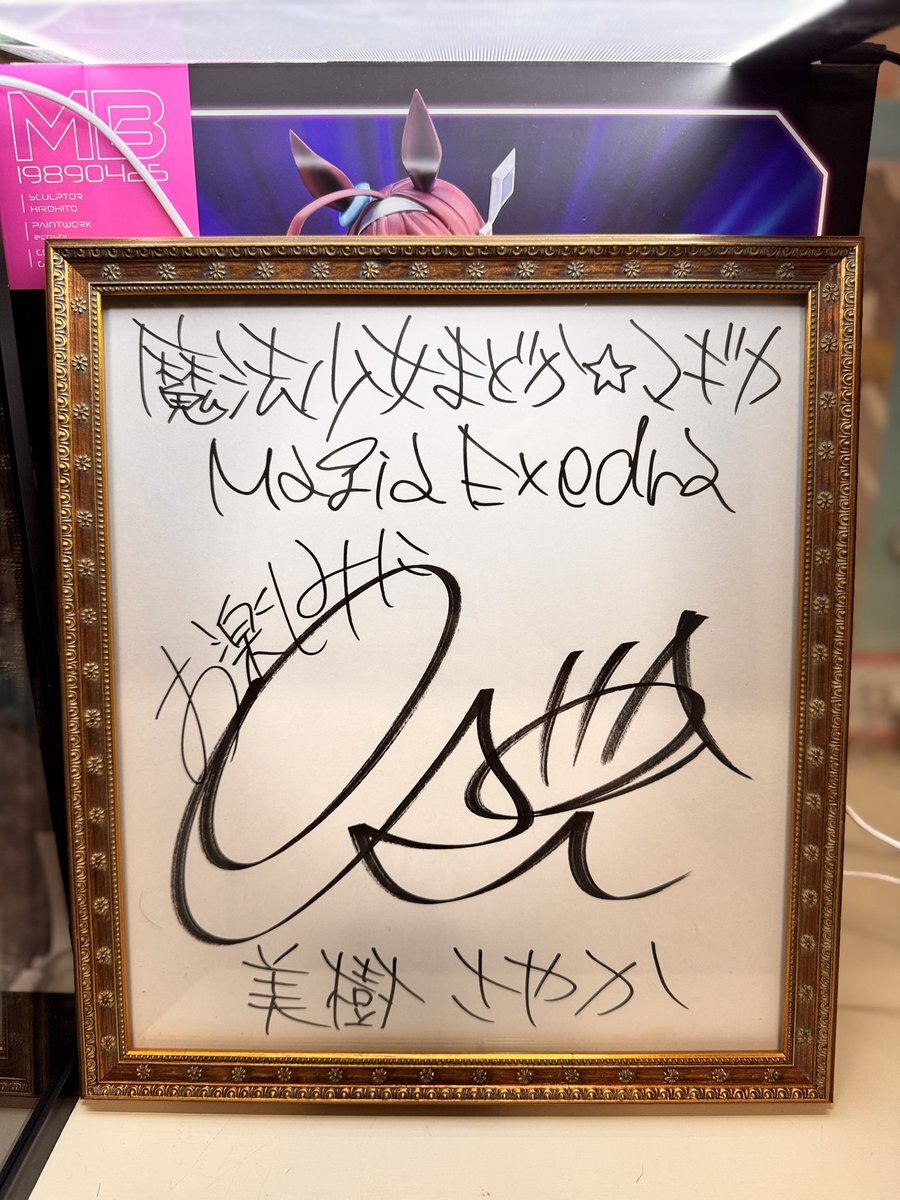 MB
19890425
SCULPTOR
HIROHITO
PAINTWORK
魔法少女まどか☆マギカ
Magia Exedra
お楽しみに
美樹 さやか